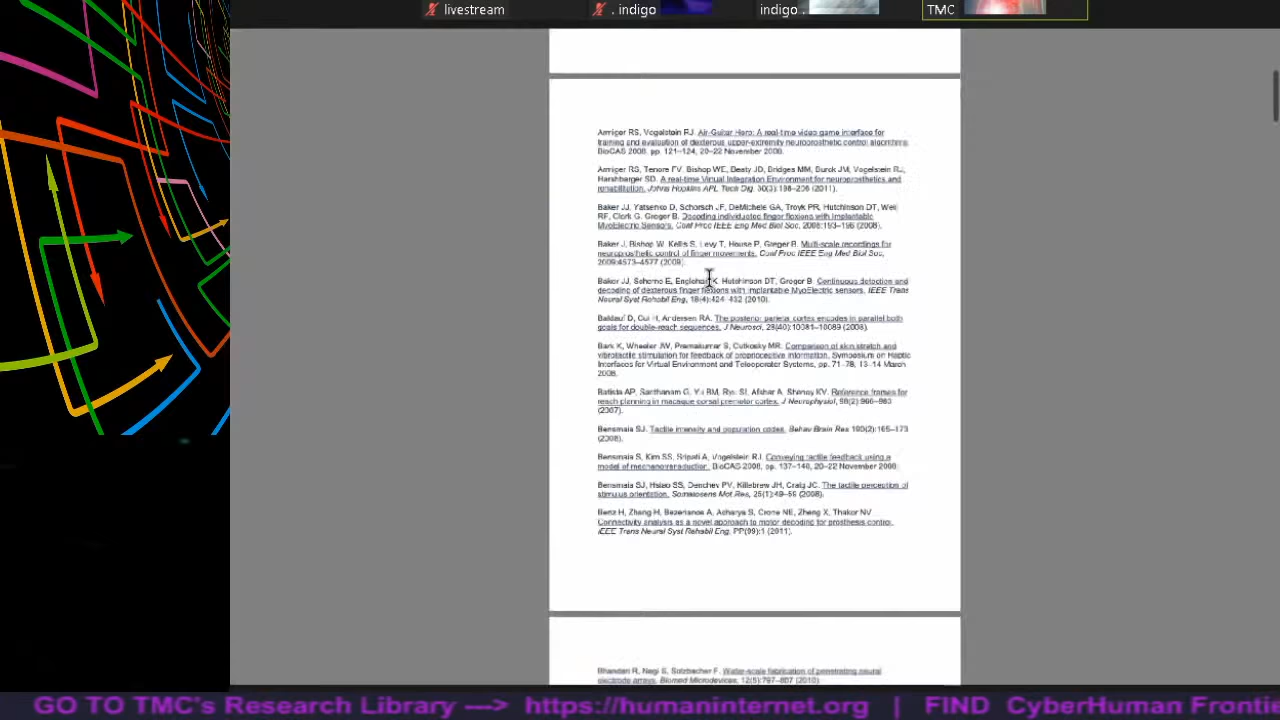 livestream
. indigo
indigo .
TMC
Armiger RS, Vogelstein RJ. Air-Guitar Hero: A real-time video game interface for
training and evaluation of dexterous upper-extremity neuroprosthetic control algorithms.
BioCAS 2008. pp. 121–124, 20–22 November 2008.
Armiger RS, Tenore FV, Bishop WE, Beaty JD, Bridges MM, Burck JM, Vogelstein RJ,
Harshbarger SD. A real-time Virtual Integration Environment for neuroprosthetics and
rehabilitation. Johns Hopkins APL Tech Dig. 30(3):198–206 (2011).
Baker JJ, Yatsenko D, Schorsch JF, DeMichele GA, Troyk PR, Hutchinson DT, Weir
RF, Clark G, Greger B. Decoding individuated finger flexions with Implantable
MyoElectric Sensors. Conf Proc IEEE Eng Med Biol Soc, 2008:193–196 (2008).
Baker J, Bishop W, Kellis S, Levy T, House P, Greger B. Multi-scale recordings for
neuroprosthetic control of finger movements. Conf Proc IEEE Eng Med Biol Soc,
2009:4573–4577 (2009).
Baker JJ, Scheme E, Englehart K, Hutchinson DT, Greger B. Continuous detection and
decoding of dexterous finger flexions with implantable MyoElectric sensors. IEEE Trans
Neural Syst Rehabil Eng, 18(4):424–432 (2010).
Baldauf D, Cui H, Andersen RA. The posterior parietal cortex encodes in parallel both
goals for double-reach sequences. J Neurosci, 28(40):10081–10089 (2008).
Bark K, Wheeler JW, Premakumar S, Cutkosky MR. Comparison of skin stretch and
vibrotactile stimulation for feedback of proprioceptive information. Symposium on Haptic
Interfaces for Virtual Environment and Teleoperator Systems, pp. 71–78, 13–14 March
2008.
Batista AP, Santhanam G, Yu BM, Ryu SI, Afshar A, Shenoy KV. Reference frames for
reach planning in macaque dorsal premotor cortex. J Neurophysiol, 98(2):966–983
(2007).
Bensmaia SJ. Tactile intensity and population codes. Behav Brain Res 190(2):165–173
(2008).
Bensmaia S, Kim SS, Sripati A, Vogelstein RJ. Conveying tactile feedback using a
model of mechanotransduction. BioCAS 2008, pp. 137–140, 20–22 November 2008.
Bensmaia SJ, Hsiao SS, Denchev PV, Killebrew JH, Craig JC. The tactile perception of
stimulus orientation. Somatosens Mot Res, 25(1):49–59 (2008).
Benz H, Zhang H, Bezerianos A, Acharya S, Crone NE, Zheng X, Thakor NV.
Connectivity analysis as a novel approach to motor decoding for prosthesis control.
IEEE Trans Neural Syst Rehabil Eng, PP(99):1 (2011).
Bhandari R, Negi S, Solzbacher F. Wafer-scale fabrication of penetrating neural
electrode arrays. Biomed Microdevices, 12(5):797–807 (2010).
GO TO TMC's Research Library ---> https://humaninternet.org | FIND CyberHuman Frontie